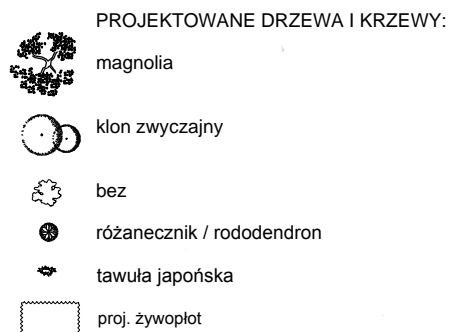 PROJEKTOWANE DRZEWA I KRZEWY:
magnolia
klon zwyczajny
bez
różanecznik / rododendron
tawuła japońska
proj. żywopłot